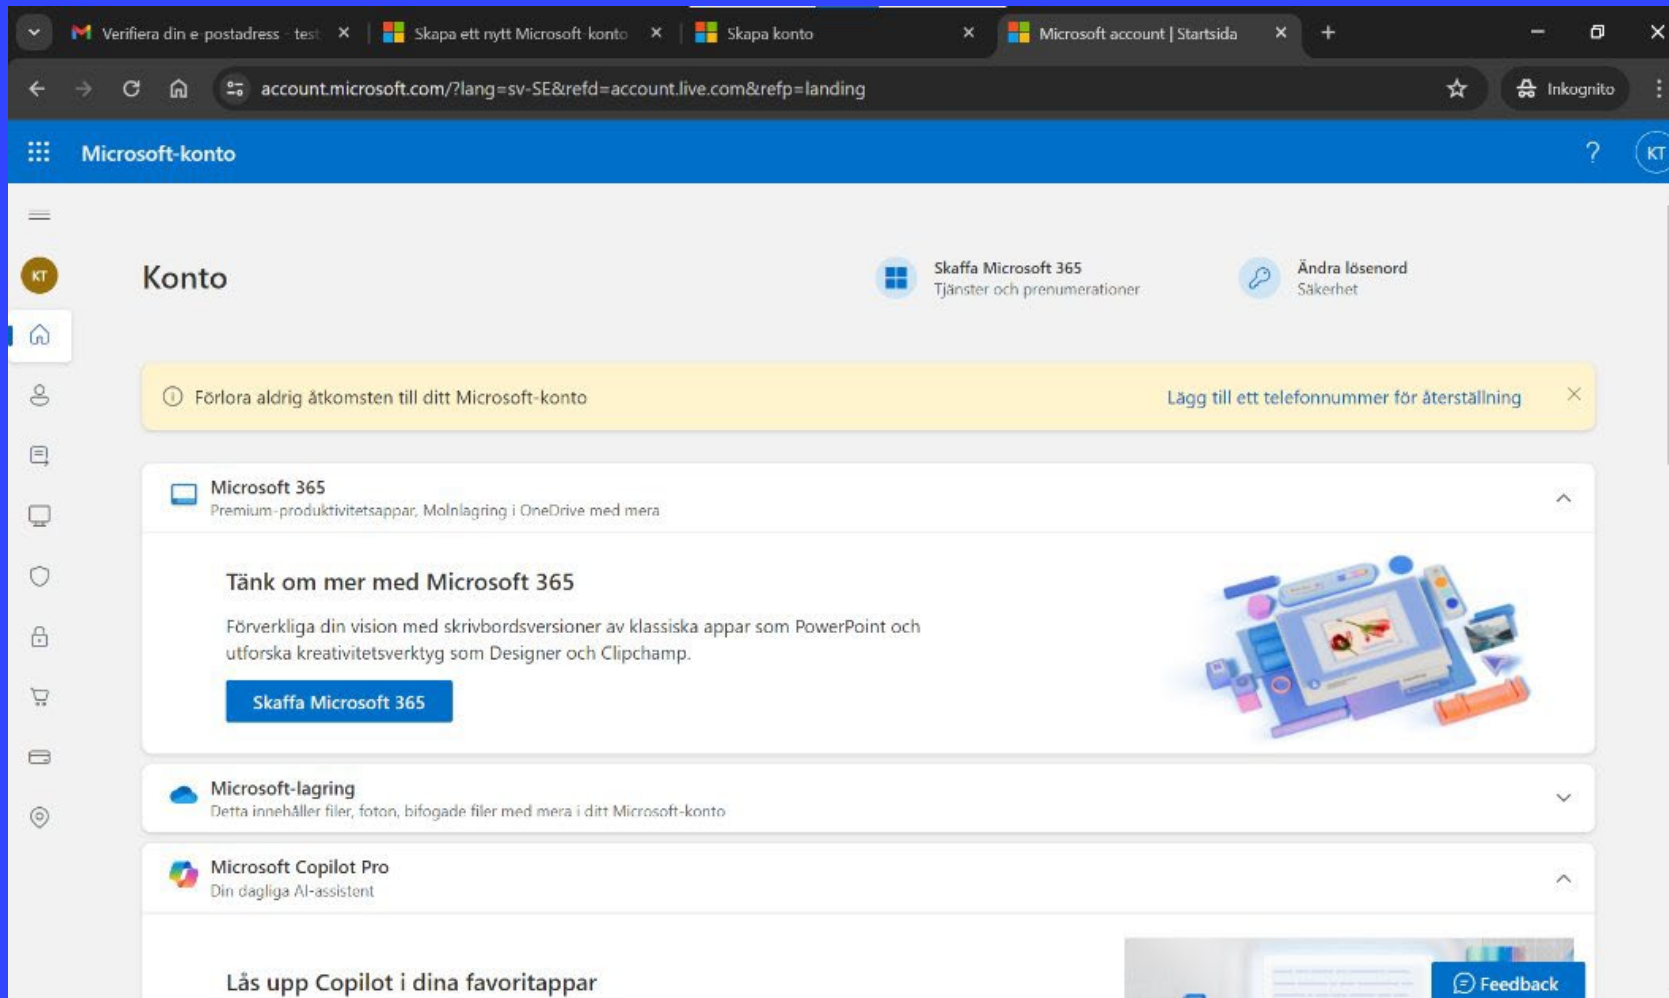 Verifiera din e-postadress - test
Skapa ett nytt Microsoft-konto
Skapa konto
Microsoft account | Startsida
account.microsoft.com/?lang=sv-SE&refd=account.live.com&refp=landing
Inkognito
Microsoft-konto
?
KT
KT
Konto
Skaffa Microsoft 365
Tjänster och prenumerationer
Ändra lösenord
Säkerhet
Förlora aldrig åtkomsten till ditt Microsoft-konto
Lägg till ett telefonnummer för återställning
Microsoft 365
Premium-produktivitetsappar, Molnlagring i OneDrive med mera
Tänk om mer med Microsoft 365
Förverkliga din vision med skrivbordsversioner av klassiska appar som PowerPoint och
utforska kreativitetsverktyg som Designer och Clipchamp.
Skaffa Microsoft 365
Microsoft-lagring
Detta innehåller filer, foton, bifogade filer med mera i ditt Microsoft-konto
Microsoft Copilot Pro
Din dagliga AI-assistent
Lås upp Copilot i dina favoritappar
Feedback